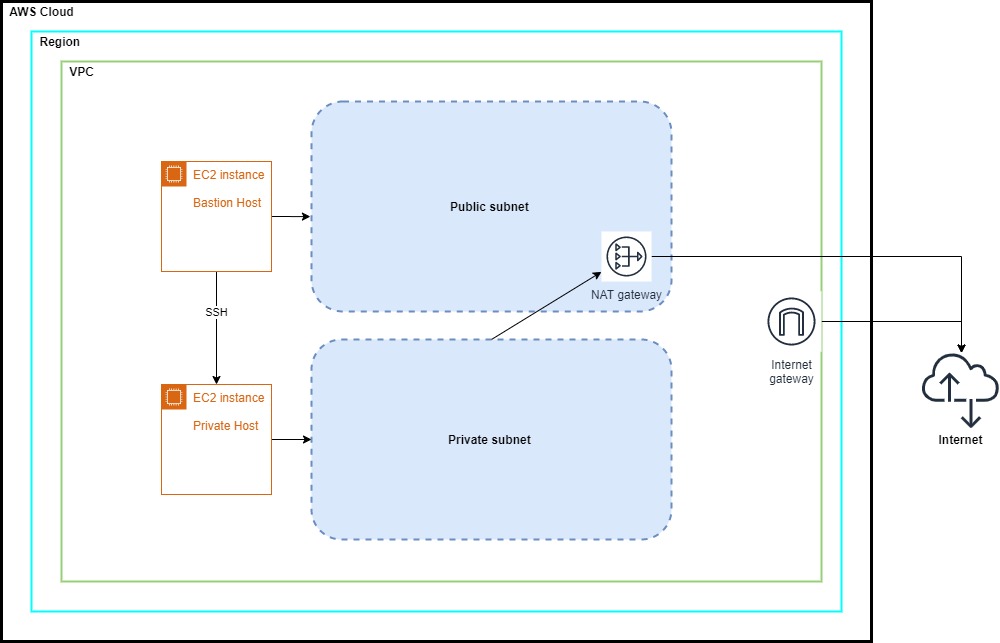 AWS Cloud
Region
VPC
EC2 instance
Bastion Host
Public subnet
NAT gateway
SSH
Internet
gateway
EC2 instance
Private Host
Private subnet
Internet